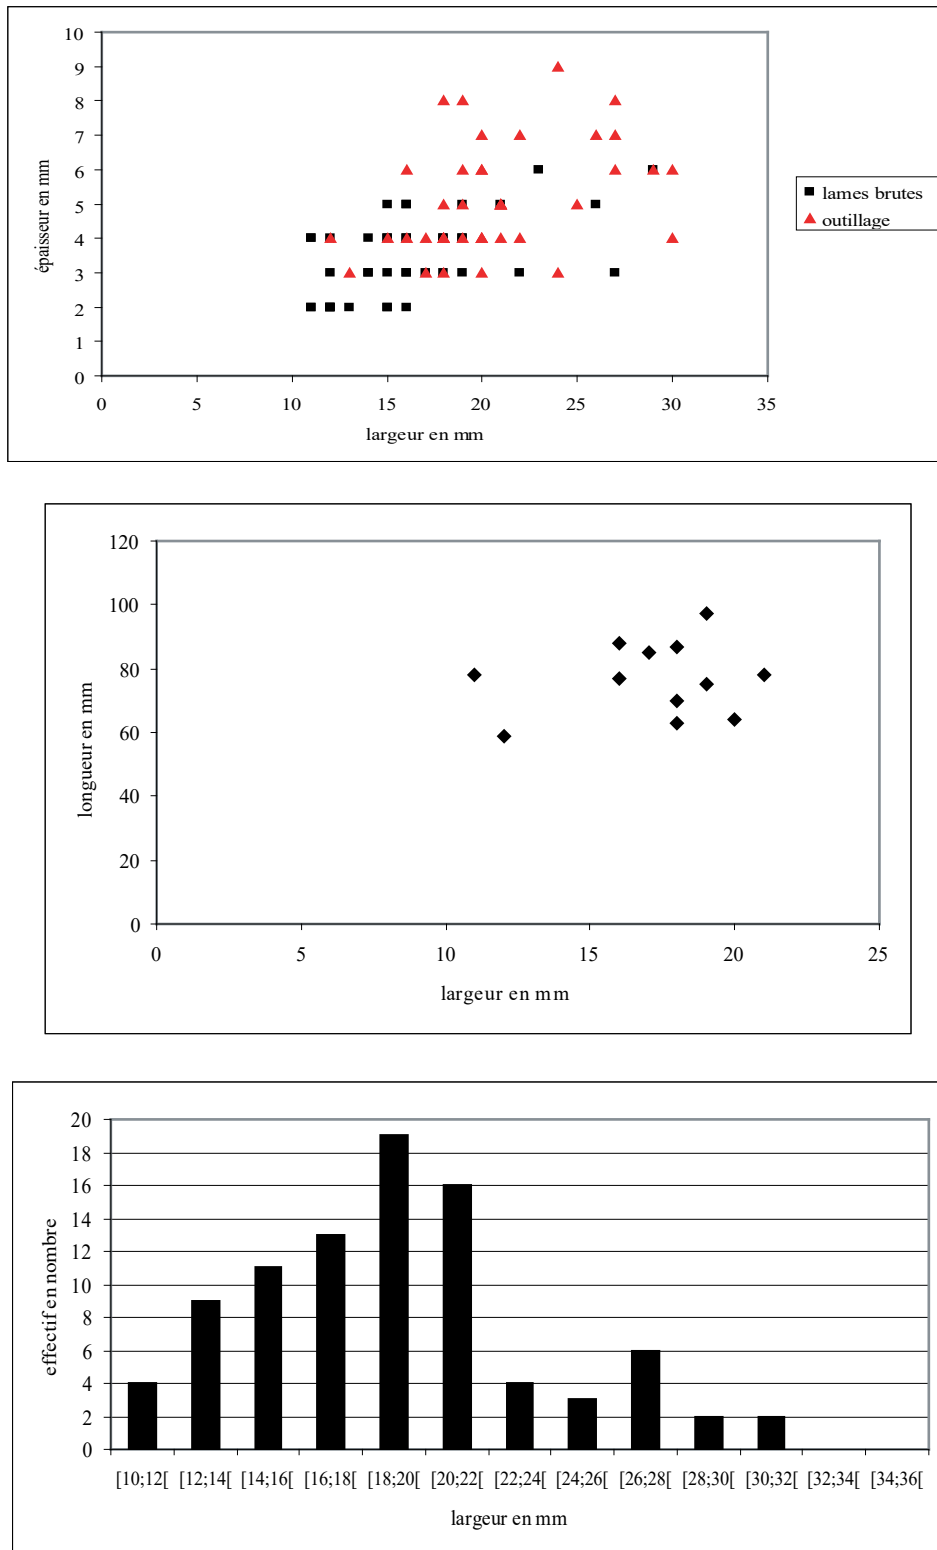 10
9
8
7
6
5
4
3
2
1
0
épaisseur en mm
0 5 10 15 20 25 30 35
largeur en mm
lames brutes
outillage
120
100
80
60
40
20
0
longueur en mm
0 5 10 15 20 25
largeur en mm
20
18
16
14
12
10
8
6
4
2
0
effectif en nombre
[10;12[ [12;14[ [14;16[ [16;18[ [18;20[ [20;22[ [22;24[ [24;26[ [26;28[ [28;30[ [30;32[ [32;34[ [34;36[
largeur en mm